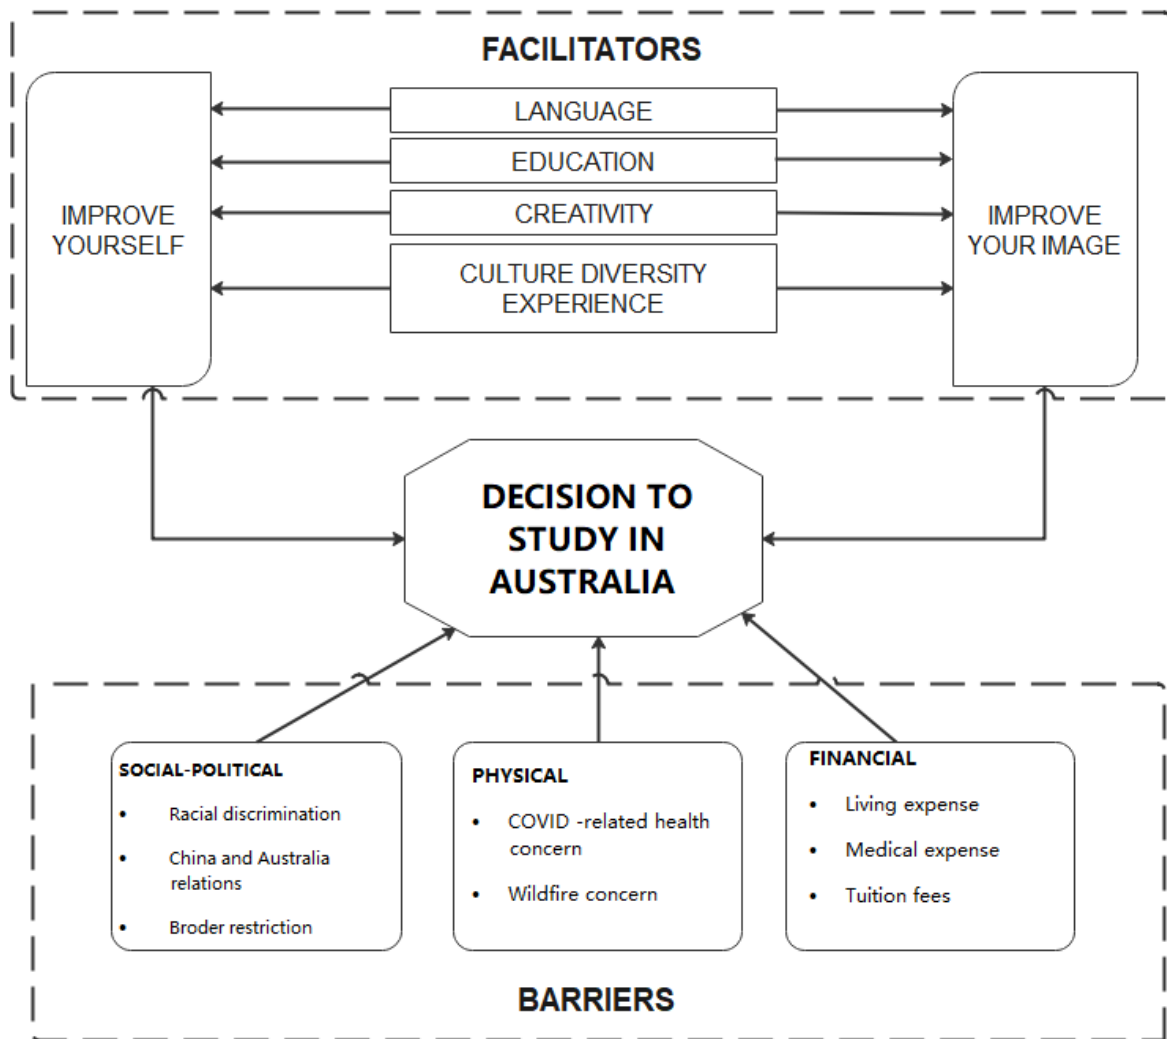 FACILITATORS
LANGUAGE
EDUCATION
CREATIVITY
CULTURE DIVERSITY
EXPERIENCE
IMPROVE
YOURSELF
IMPROVE
YOUR IMAGE
DECISION TO
STUDY IN
AUSTRALIA
SOCIAL-POLITICAL
• Racial discrimination
• China and Australia
relations
• Broder restriction
PHYSICAL
• COVID -related health
concern
• Wildfire concern
FINANCIAL
• Living expense
• Medical expense
• Tuition fees
BARRIERS